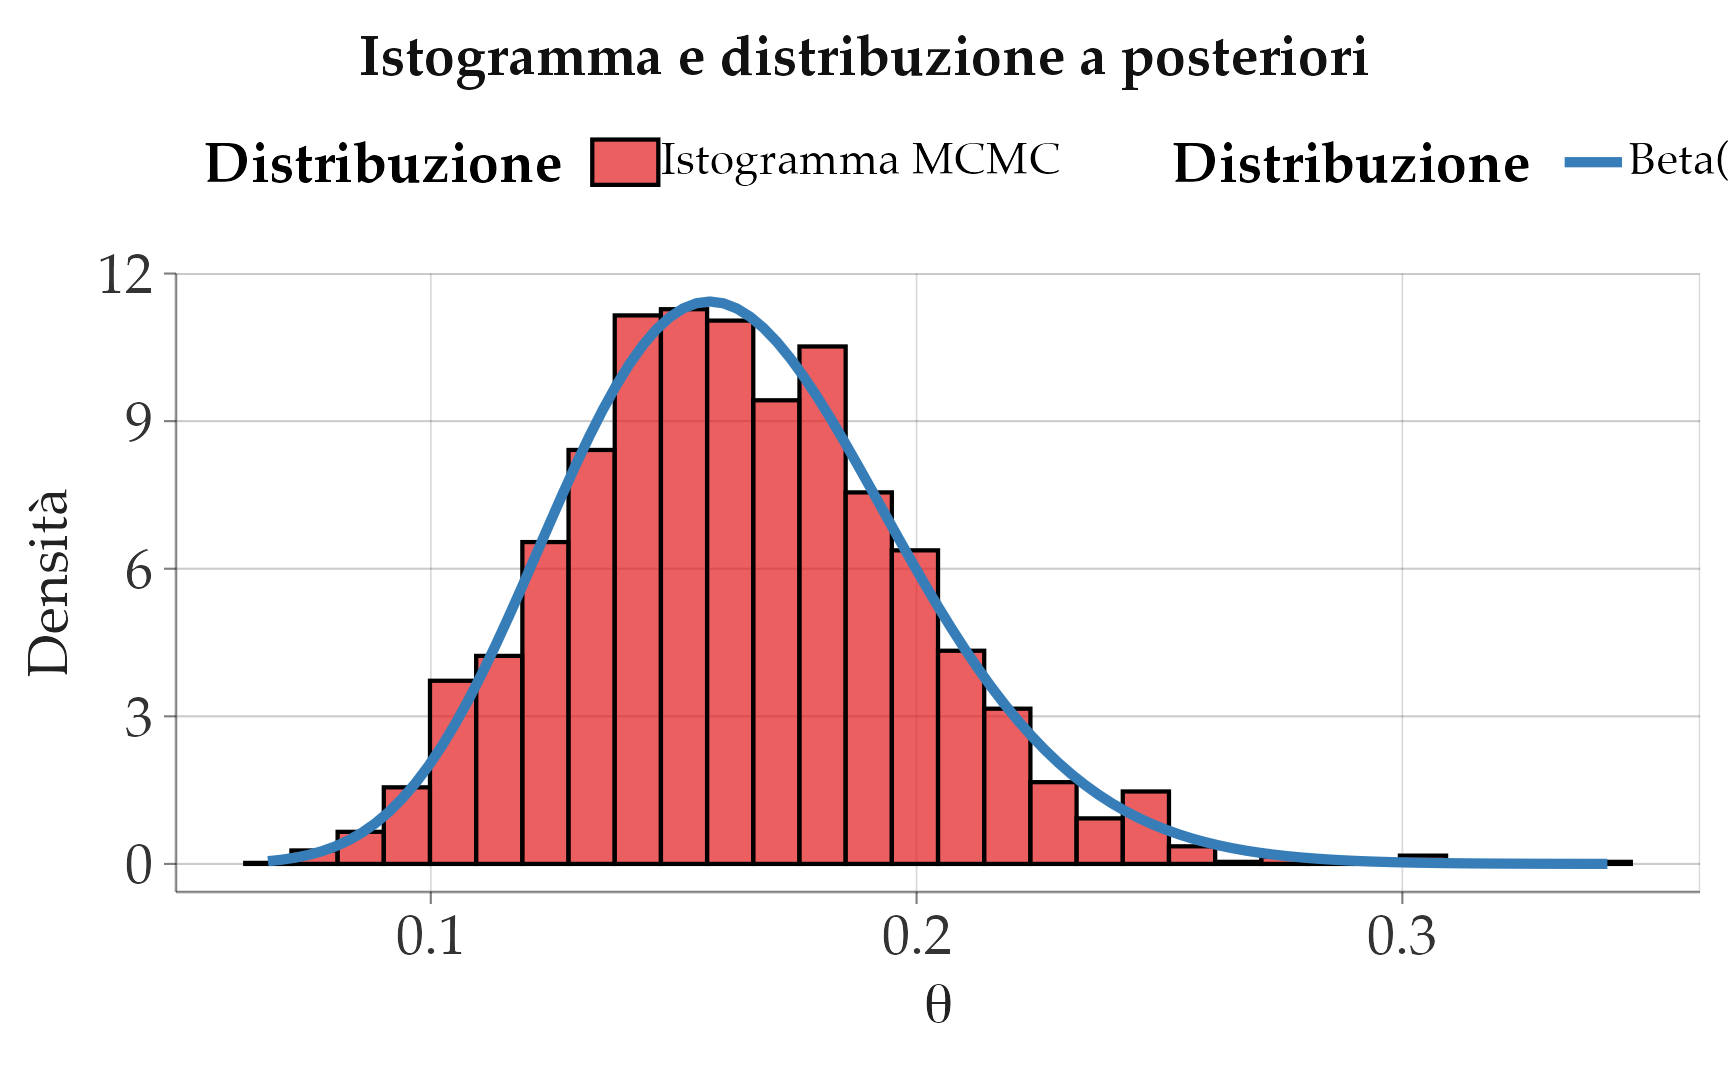 Istogramma e distribuzione a posteriori
Distribuzione Istogramma MCMC Distribuzione Beta(
12
9
6
3
0
Densità
0.1 0.2 0.3
θ